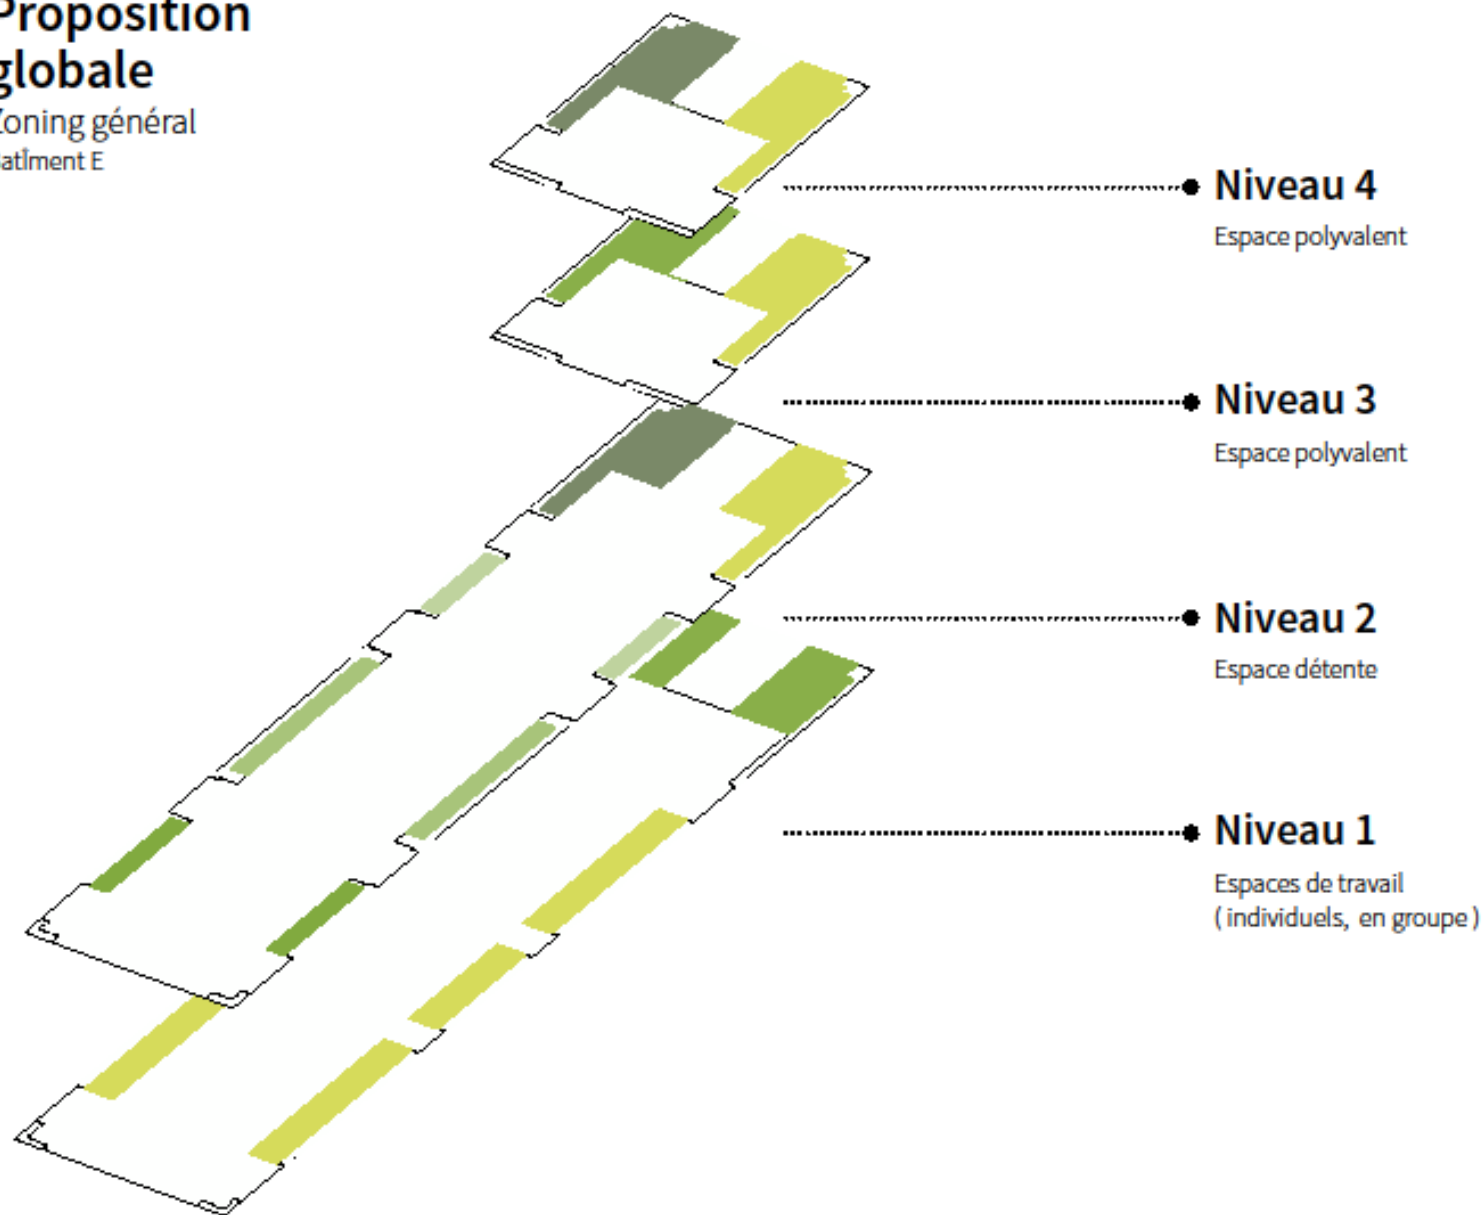 Proposition
globale
Zoning général
Batîment E
Niveau 4
Espace polyvalent
Niveau 3
Espace polyvalent
Niveau 2
Espace détente
Niveau 1
Espaces de travail
( individuels, en groupe )